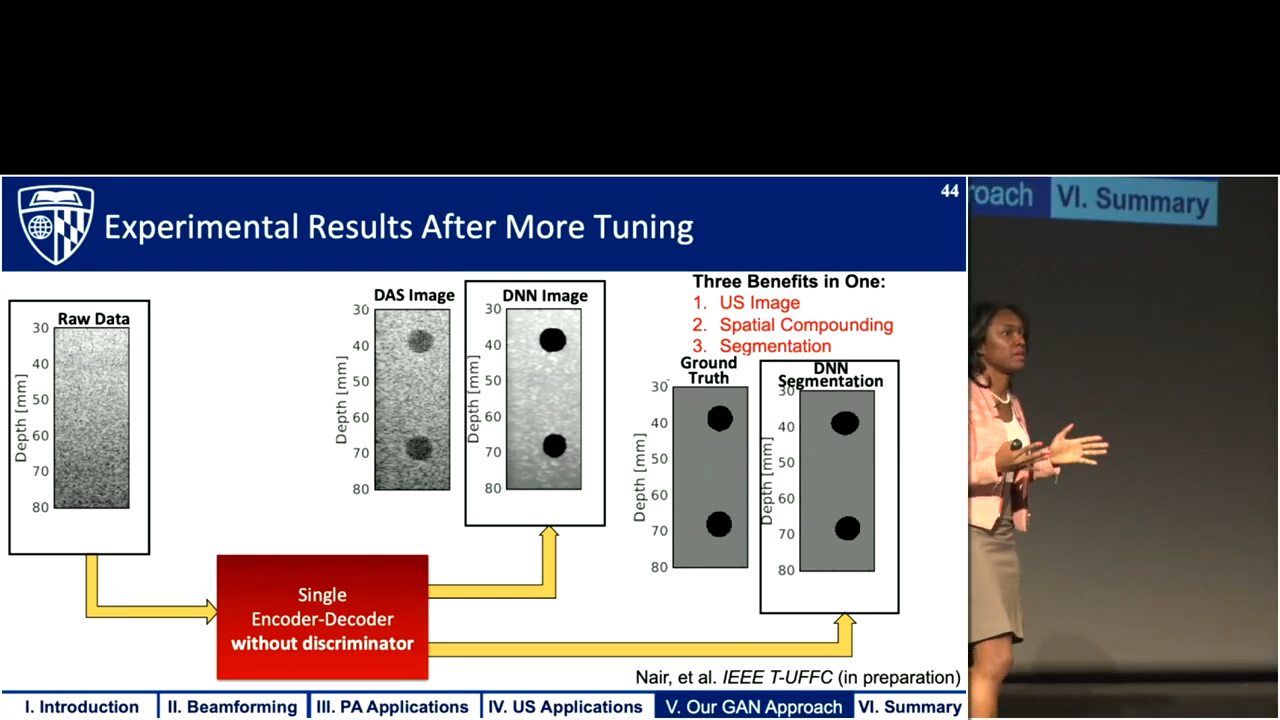 44
Experimental Results After More Tuning
Three Benefits in One:
1. US Image
2. Spatial Compounding
3. Segmentation
Raw Data
30
40
50
60
70
80
Depth [mm]
DAS Image
30
40
50
60
70
80
Depth [mm]
DNN Image
30
40
50
60
70
80
Depth [mm]
Ground
Truth
30
40
50
60
70
80
Depth [mm]
DNN
Segmentation
30
40
50
60
70
80
Depth [mm]
Single
Encoder-Decoder
without discriminator
Nair, et al. IEEE T-UFFC (in preparation)
I. Introduction
II. Beamforming
III. PA Applications
IV. US Applications
V. Our GAN Approach
VI. Summary
roach
VI. Summary